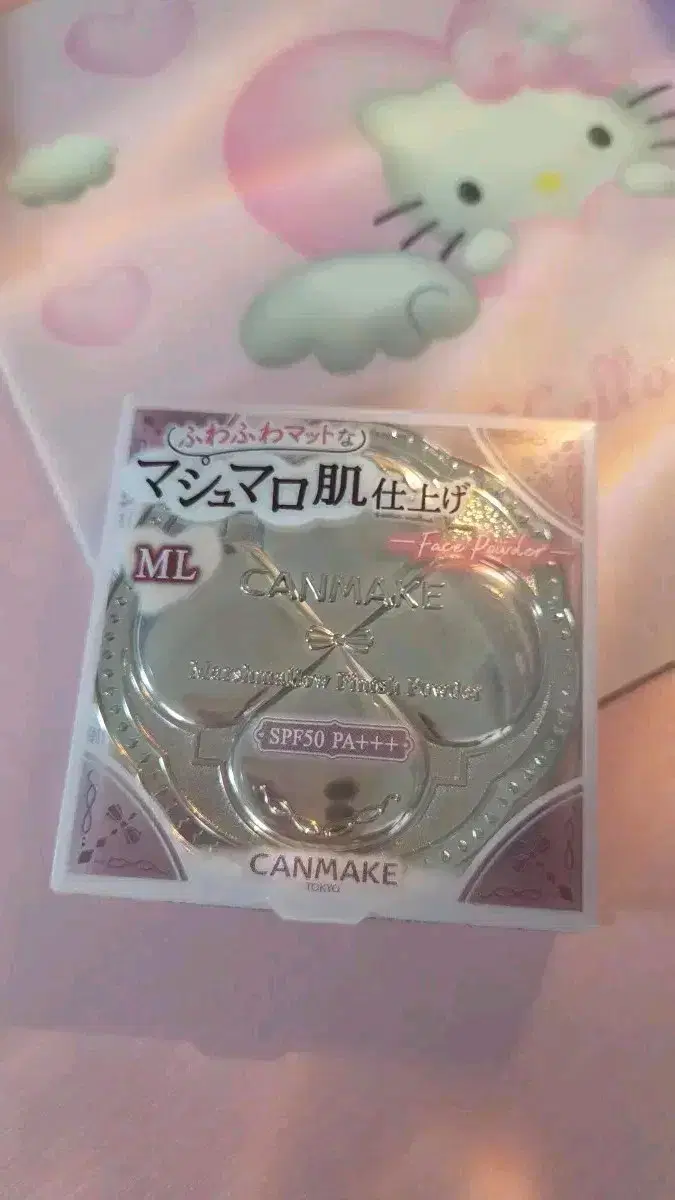 ふわふわマットな
マシュマロ肌仕上げ
Face Powder
ML
CANMAKE
Marshmallow Finish Powder
SPF50 PA+++
CANMAKE
TOKYO